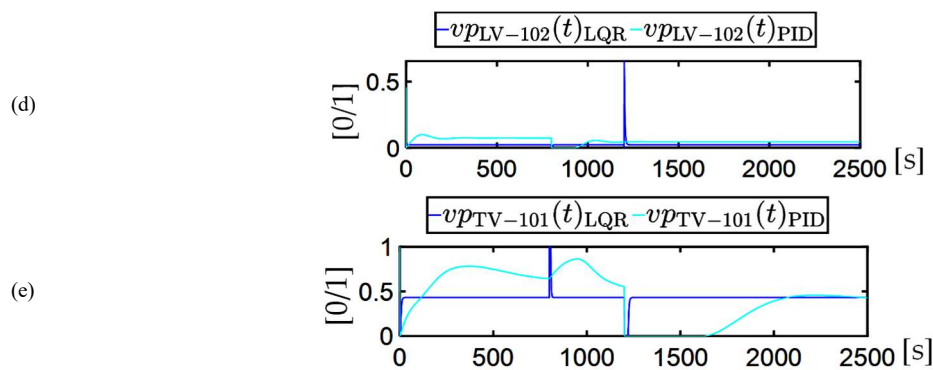 vp_LV−102(t)_LQR vp_LV−102(t)_PID
(d)
[0/1]
0.5
0
0 500 1000 1500 2000 2500 [s]
vp_TV−101(t)_LQR vp_TV−101(t)_PID
(e)
[0/1]
1
0.5
0
0 500 1000 1500 2000 2500 [s]